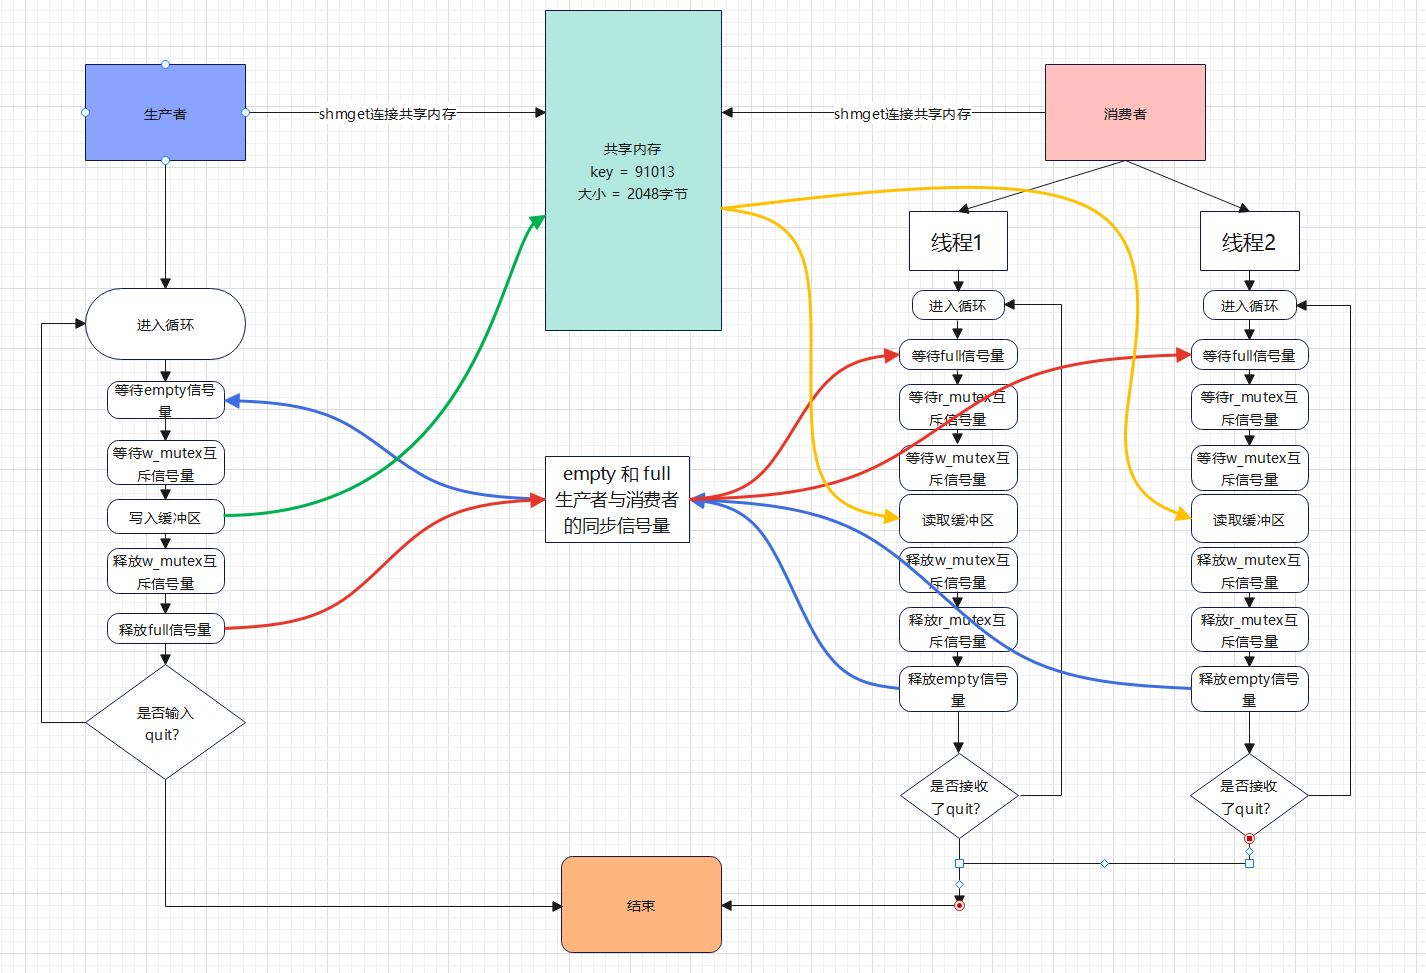 生产者
shmget连接共享内存
共享内存
key = 91013
大小 = 2048字节
shmget连接共享内存
消费者
进入循环
等待empty信号
量
等待w_mutex互
斥信号量
写入缓冲区
释放w_mutex互
斥信号量
释放full信号量
是否输入
quit?
empty 和 full
生产者与消费者
的同步信号量
线程1
进入循环
等待full信号量
等待r_mutex互
斥信号量
等待w_mutex互
斥信号量
读取缓冲区
释放w_mutex互
斥信号量
释放r_mutex互
斥信号量
释放empty信号
量
是否接收
了quit?
线程2
进入循环
等待full信号量
等待r_mutex互
斥信号量
等待w_mutex互
斥信号量
读取缓冲区
释放w_mutex互
斥信号量
释放r_mutex互
斥信号量
释放empty信号
量
是否接收
了quit?
结束